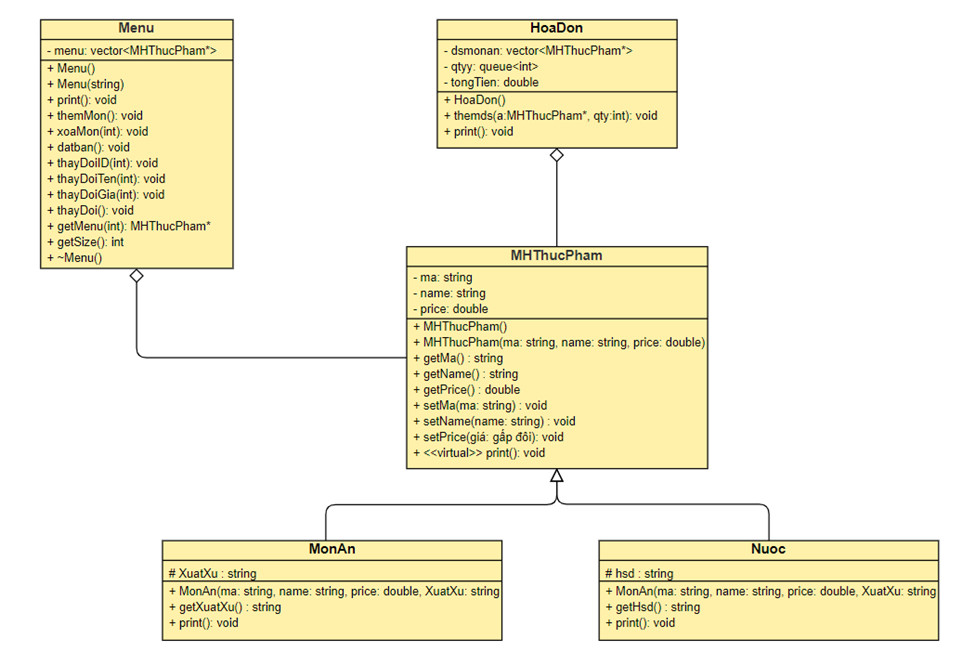 Menu
- menu: vector<MHThucPham*>
+ Menu()
+ Menu(string)
+ print(): void
+ themMon(): void
+ xoaMon(int): void
+ datban(): void
+ thayDoiID(int): void
+ thayDoiTen(int): void
+ thayDoiGia(int): void
+ thayDoi(): void
+ getMenu(int): MHThucPham*
+ getSize(): int
+ ~Menu()
HoaDon
- dsmonan: vector<MHThucPham*>
- qtyy: queue<int>
- tongTien: double
+ HoaDon()
+ themds(a:MHThucPham*, qty:int): void
+ print(): void
MHThucPham
- ma: string
- name: string
- price: double
+ MHThucPham()
+ MHThucPham(ma: string, name: string, price: double)
+ getMa() : string
+ getName() : string
+ getPrice() : double
+ setMa(ma: string) : void
+ setName(name: string) : void
+ setPrice(giá: gấp đôi): void
+ <<virtual>> print(): void
MonAn
# XuatXu : string
+ MonAn(ma: string, name: string, price: double, XuatXu: string
+ getXuatXu() : string
+ print(): void
Nuoc
# hsd : string
+ MonAn(ma: string, name: string, price: double, XuatXu: string
+ getHsd() : string
+ print(): void